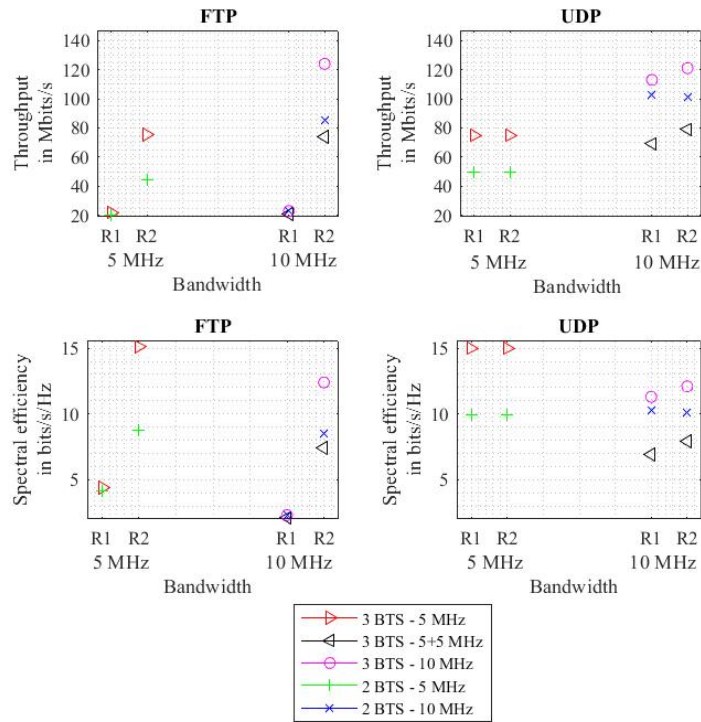 FTP
140
120
100
80
60
40
20
Throughput
in Mbits/s
R1 R2 R1 R2
5 MHz 10 MHz
Bandwidth
UDP
140
120
100
80
60
40
20
Throughput
in Mbits/s
R1 R2 R1 R2
5 MHz 10 MHz
Bandwidth
FTP
15
10
5
Spectral efficiency
in bits/s/Hz
R1 R2 R1 R2
5 MHz 10 MHz
Bandwidth
UDP
15
10
5
Spectral efficiency
in bits/s/Hz
R1 R2 R1 R2
5 MHz 10 MHz
Bandwidth
3 BTS - 5 MHz
3 BTS - 5+5 MHz
3 BTS - 10 MHz
2 BTS - 5 MHz
2 BTS - 10 MHz